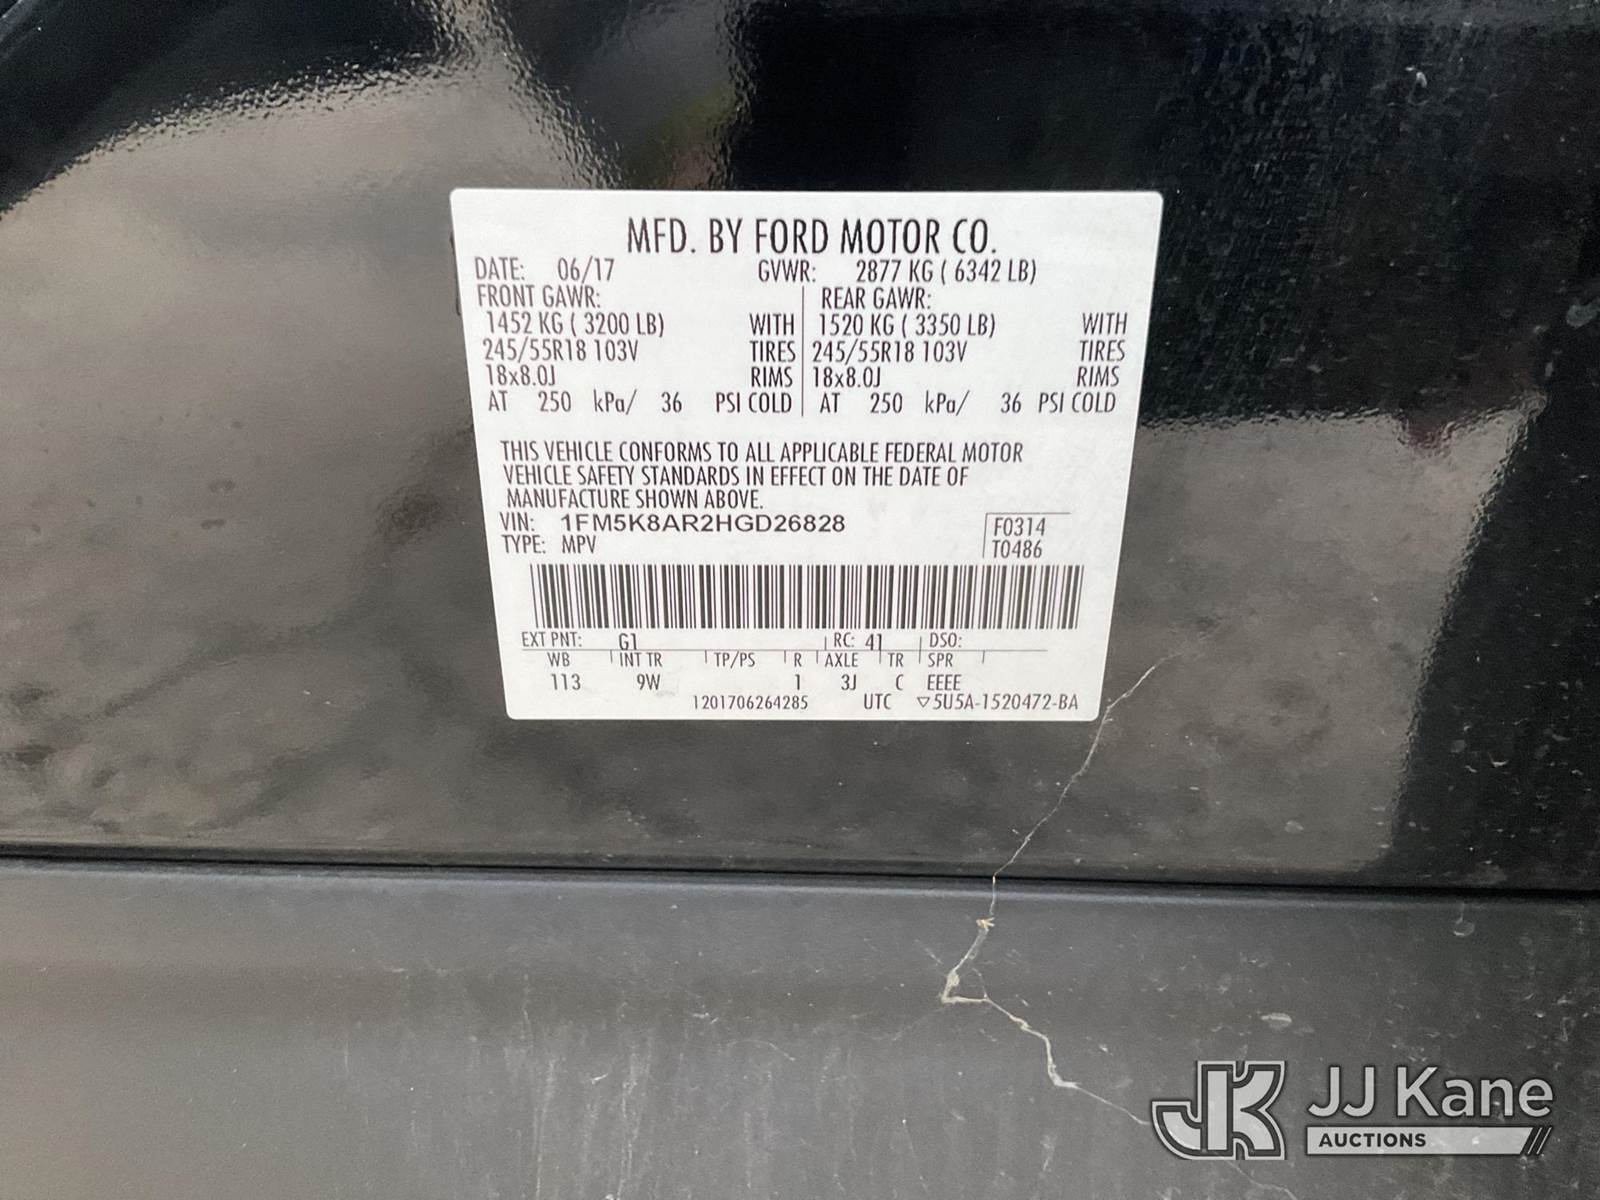 MFD. BY FORD MOTOR CO.
DATE: 06/17 GVWR: 2877 KG ( 6342 LB)
FRONT GAWR: REAR GAWR:
1452 KG ( 3200 LB) WITH 1520 KG ( 3350 LB) WITH
245/55R18 103V TIRES 245/55R18 103V TIRES
18x8.0J RIMS 18x8.0J RIMS
AT 250 kPa/ 36 PSI COLD AT 250 kPa/ 36 PSI COLD
THIS VEHICLE CONFORMS TO ALL APPLICABLE FEDERAL MOTOR
VEHICLE SAFETY STANDARDS IN EFFECT ON THE DATE OF
MANUFACTURE SHOWN ABOVE.
VIN: 1FM5K8AR2HGD26828 F0314
TYPE: MPV T0486
EXT PNT: G1 RC: 41 DSO:
WB INT TR TP/PS R AXLE TR SPR
113 9W 1 3J C EEEE
1201706264285 UTC ▽5U5A-1520472-BA
JK JJ Kane
AUCTIONS